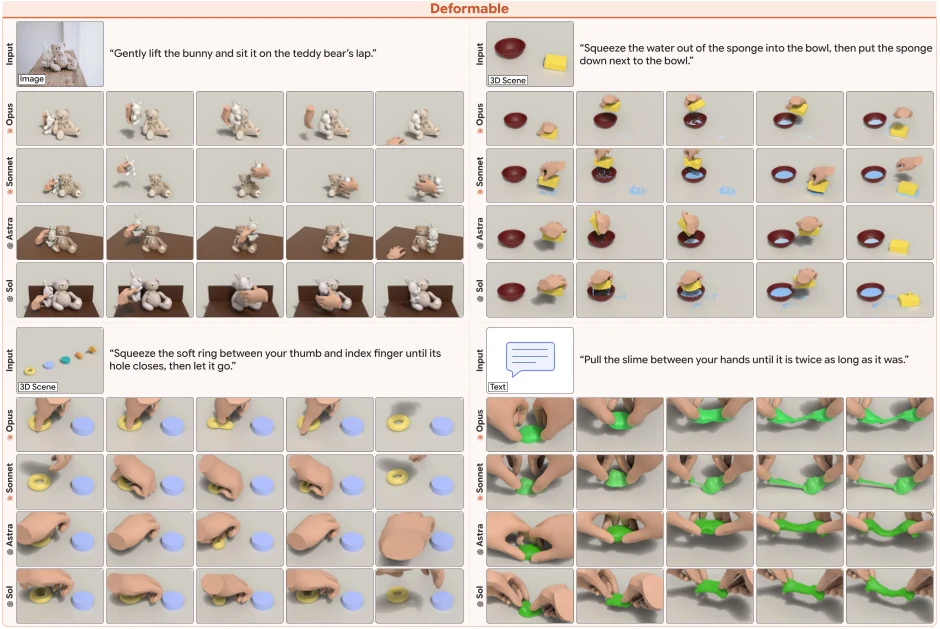 Deformable
Input
Image
“Gently lift the bunny and sit it on the teddy bear’s lap.”
Opus
Sonnet
Astra
Sol
Input
3D Scene
“Squeeze the water out of the sponge into the bowl, then put the sponge
down next to the bowl.”
Opus
Sonnet
Astra
Sol
Input
3D Scene
“Squeeze the soft ring between your thumb and index finger until its
hole closes, then let it go.”
Opus
Sonnet
Astra
Sol
Input
Text
“Pull the slime between your hands until it is twice as long as it was.”
Opus
Sonnet
Astra
Sol